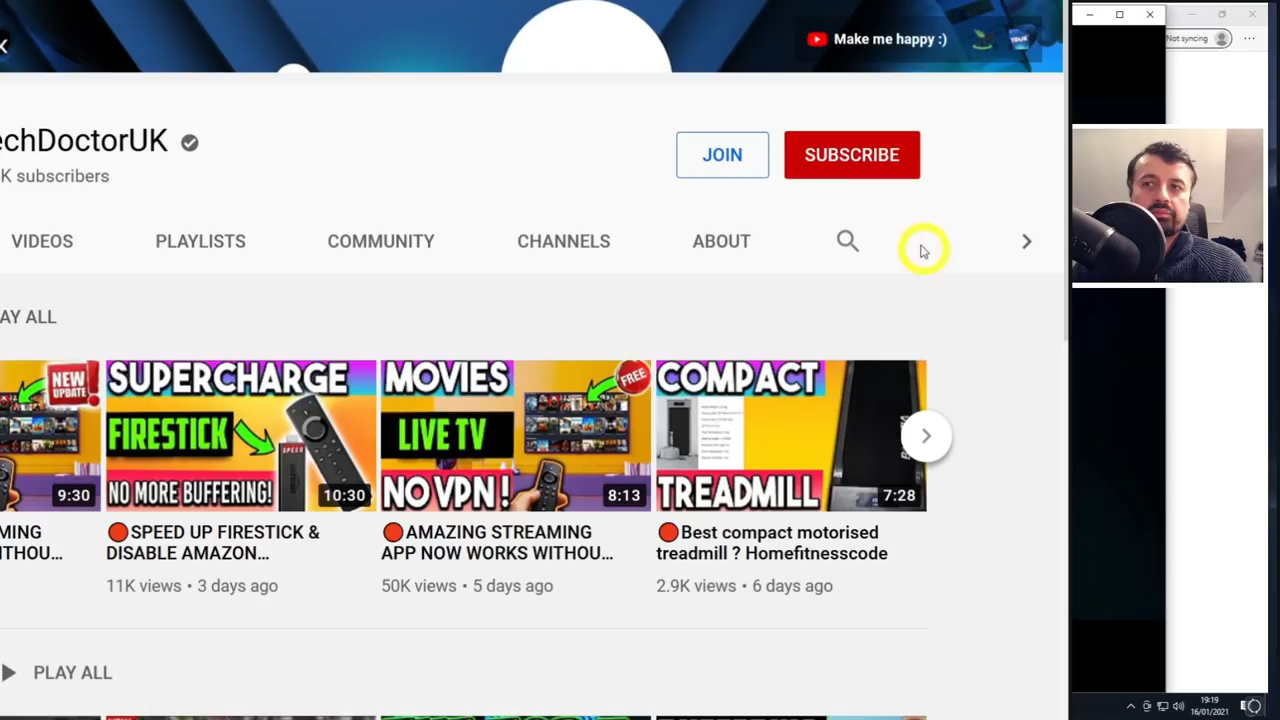 Make me happy :)
Not syncing
echDoctorUK
K subscribers
JOIN
SUBSCRIBE
VIDEOS
PLAYLISTS
COMMUNITY
CHANNELS
ABOUT
AY ALL
NEW
UPDATE!
9:30
SUPERCHARGE
FIRESTICK
SPEED
NO MORE BUFFERING!
10:30
MOVIES
FREE
LIVE TV
NO VPN!
8:13
COMPACT
TREADMILL
7:28
MING
ITHOU...
SPEED UP FIRESTICK &
DISABLE AMAZON...
11K views • 3 days ago
AMAZING STREAMING
APP NOW WORKS WITHOU...
50K views • 5 days ago
Best compact motorised
treadmill ? Homefitnesscode
2.9K views • 6 days ago
PLAY ALL
19:19
16/01/2021